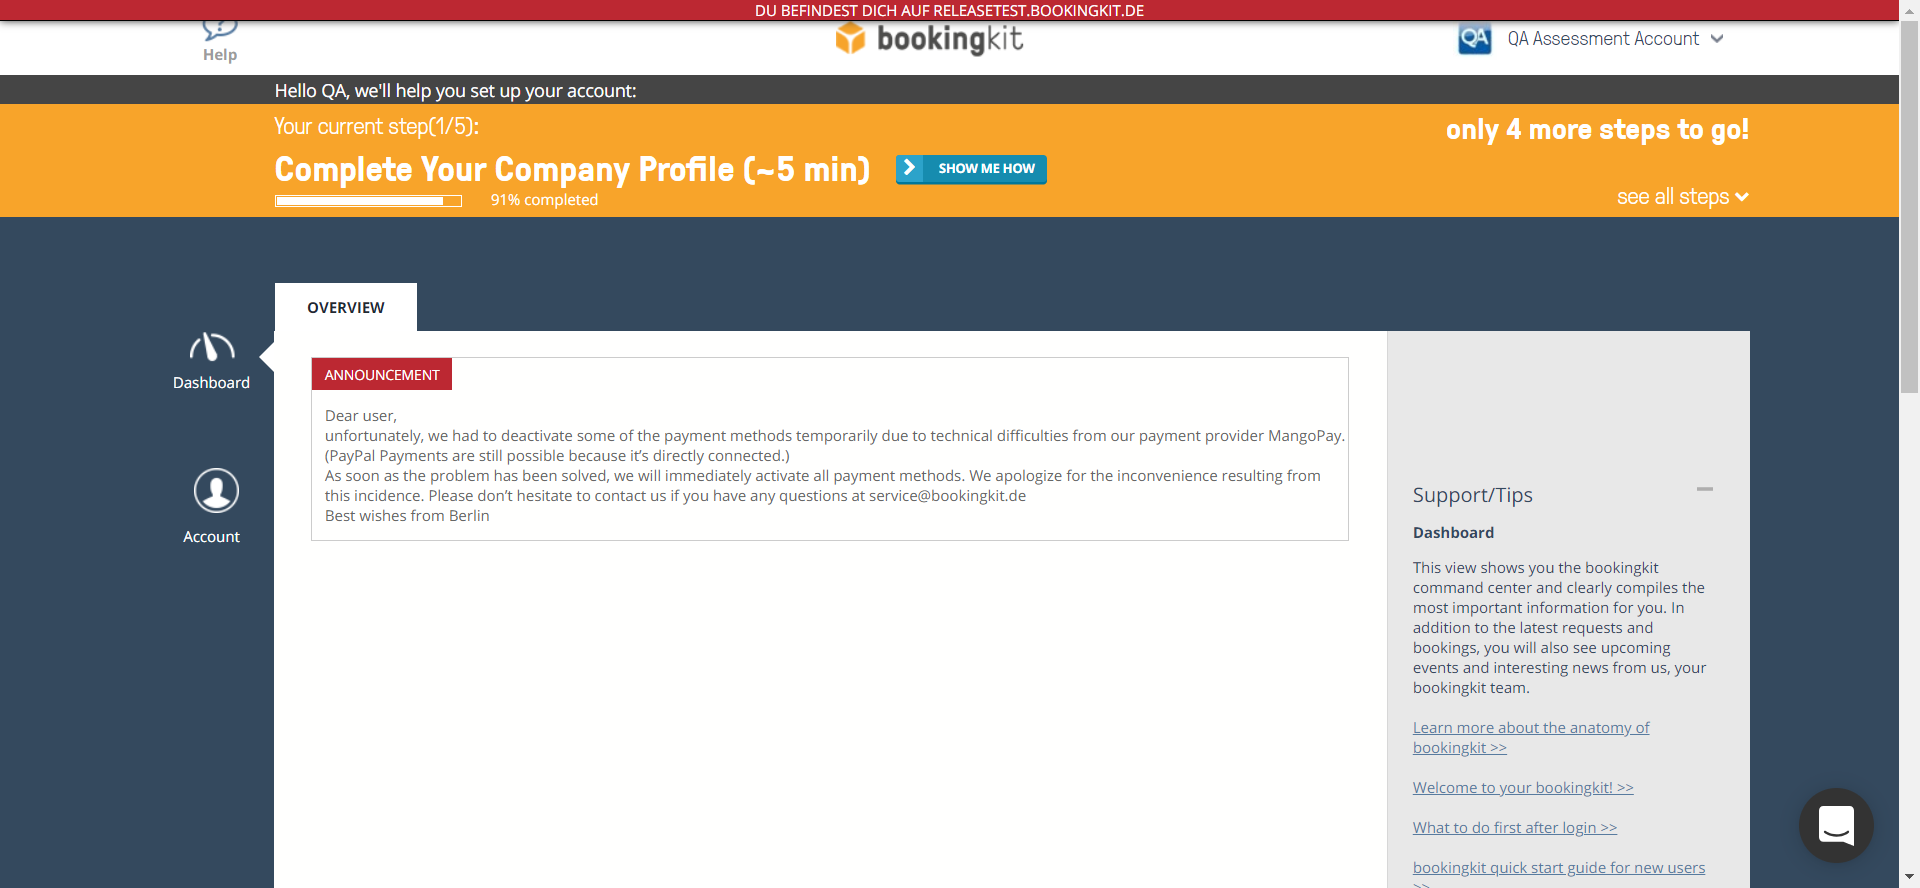 DU BEFINDEST DICH AUF RELEASETEST.BOOKINGKIT.DE
Help
bookingkit
QA
QA Assessment Account
Hello QA, we'll help you set up your account:
Your current step(1/5):
only 4 more steps to go!
Complete Your Company Profile (~5 min)
SHOW ME HOW
91% completed
see all steps
OVERVIEW
Dashboard
Account
ANNOUNCEMENT
Dear user,
unfortunately, we had to deactivate some of the payment methods temporarily due to technical difficulties from our payment provider MangoPay.
(PayPal Payments are still possible because it’s directly connected.)
As soon as the problem has been solved, we will immediately activate all payment methods. We apologize for the inconvenience resulting from
this incidence. Please don’t hesitate to contact us if you have any questions at service@bookingkit.de
Best wishes from Berlin
Support/Tips
Dashboard
This view shows you the bookingkit
command center and clearly compiles the
most important information for you. In
addition to the latest requests and
bookings, you will also see upcoming
events and interesting news from us, your
bookingkit team.
Learn more about the anatomy of
bookingkit >>
Welcome to your bookingkit! >>
What to do first after login >>
bookingkit quick start guide for new users
>>